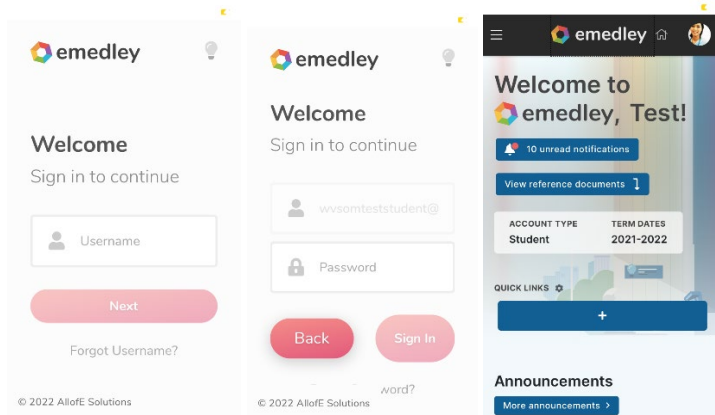 emedley
Welcome
Sign in to continue
Username
Next
Forgot Username?
© 2022 AllofE Solutions
emedley
Welcome
Sign in to continue
wvsomteststudent@
Password
Back
Sign In
word?
© 2022 AllofE Solutions
emedley
Welcome to
emedley, Test!
10 unread notifications
View reference documents
ACCOUNT TYPE TERM DATES
Student 2021-2022
QUICK LINKS
+
Announcements
More announcements >